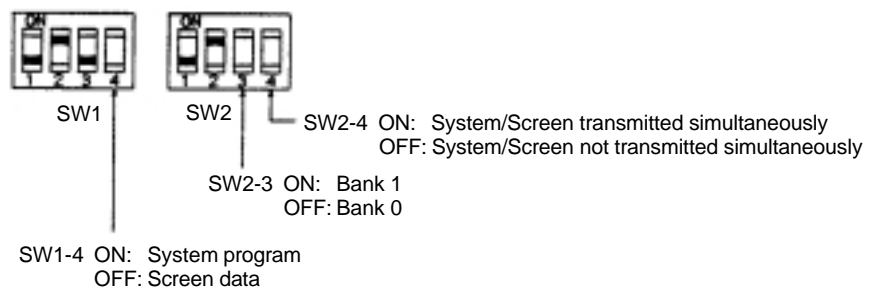 ON ON
1 2 3 4 1 2 3 4
SW1 SW2
SW2-4 ON: System/Screen transmitted simultaneously
OFF: System/Screen not transmitted simultaneously
SW2-3 ON: Bank 1
OFF: Bank 0
SW1-4 ON: System program
OFF: Screen data